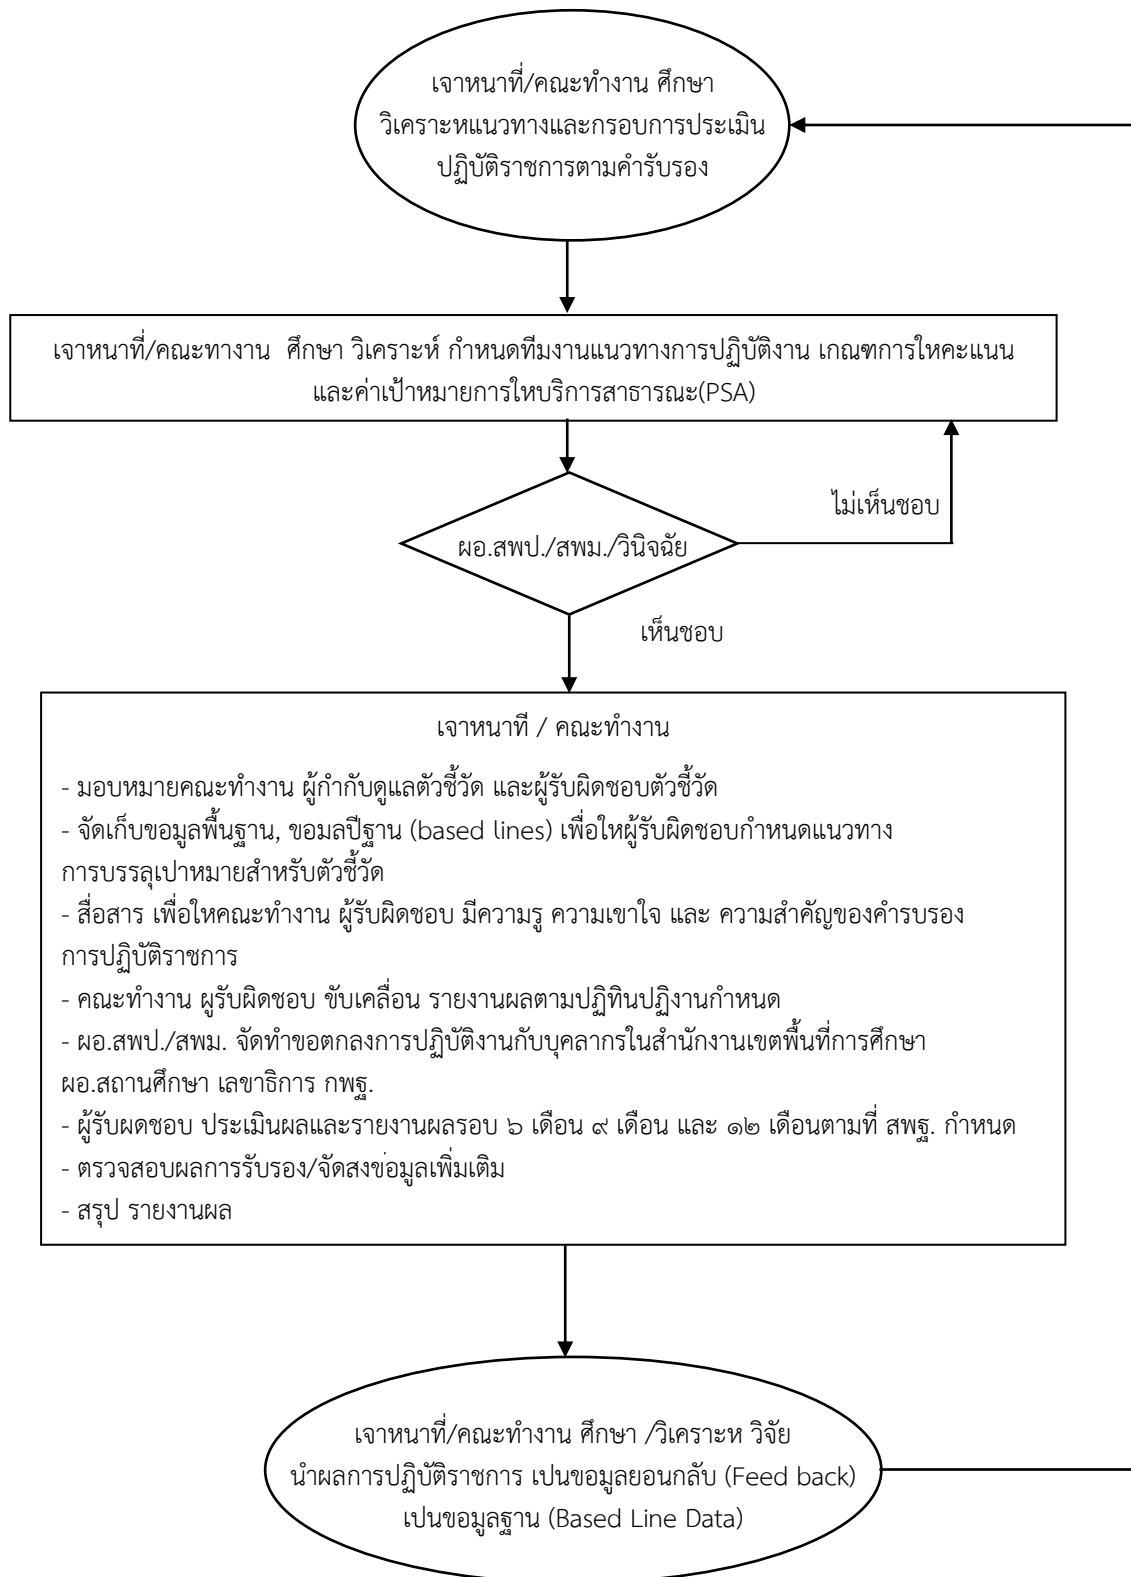 เจาหนาที่/คณะทำงาน ศึกษา
วิเคราะหแนวทางและกรอบการประเมิน
ปฏิบัติราชการตามคำรับรอง
เจาหนาที่/คณะทางาน ศึกษา วิเคราะห์ กำหนดทีมงานแนวทางการปฏิบัติงาน เกณฑการใหคะแนน
และค่าเป้าหมายการใหบริการสาธารณะ(PSA)
ไม่เห็นชอบ
ผอ.สพป./สพม./วินิจฉัย
เห็นชอบ
เจาหนาที / คณะทำงาน
- มอบหมายคณะทำงาน ผู้กำกับดูแลตัวชี้วัด และผู้รับผิดชอบตัวชี้วัด
- จัดเก็บขอมูลพื้นฐาน, ขอมลปีฐาน (based lines) เพื่อใหผู้รับผิดชอบกำหนดแนวทาง
การบรรลุเปาหมายสำหรับตัวชี้วัด
- สื่อสาร เพื่อใหคณะทำงาน ผู้รับผิดชอบ มีความรู ความเขาใจ และ ความสำคัญของคำรบรอง
การปฏิบัติราชการ
- คณะทำงาน ผูรับผิดชอบ ขับเคลื่อน รายงานผลตามปฏิทินปฏิงานกำหนด
- ผอ.สพป./สพม. จัดทำขอตกลงการปฏิบัติงานกับบุคลากรในสำนักงานเขตพื้นที่การศึกษา
ผอ.สถานศึกษา เลขาธิการ กพฐ.
- ผู้รับผดชอบ ประเมินผลและรายงานผลรอบ ๖ เดือน ๙ เดือน และ ๑๒ เดือนตามที่ สพฐ. กำหนด
- ตรวจสอบผลการรับรอง/จัดสงข่อมูลเพิ่มเติม
- สรุป รายงานผล
เจาหนาที่/คณะทำงาน ศึกษา /วิเคราะห วิจัย
นำผลการปฏิบัติราชการ เปนขอมูลยอนกลับ (Feed back)
เปนขอมูลฐาน (Based Line Data)